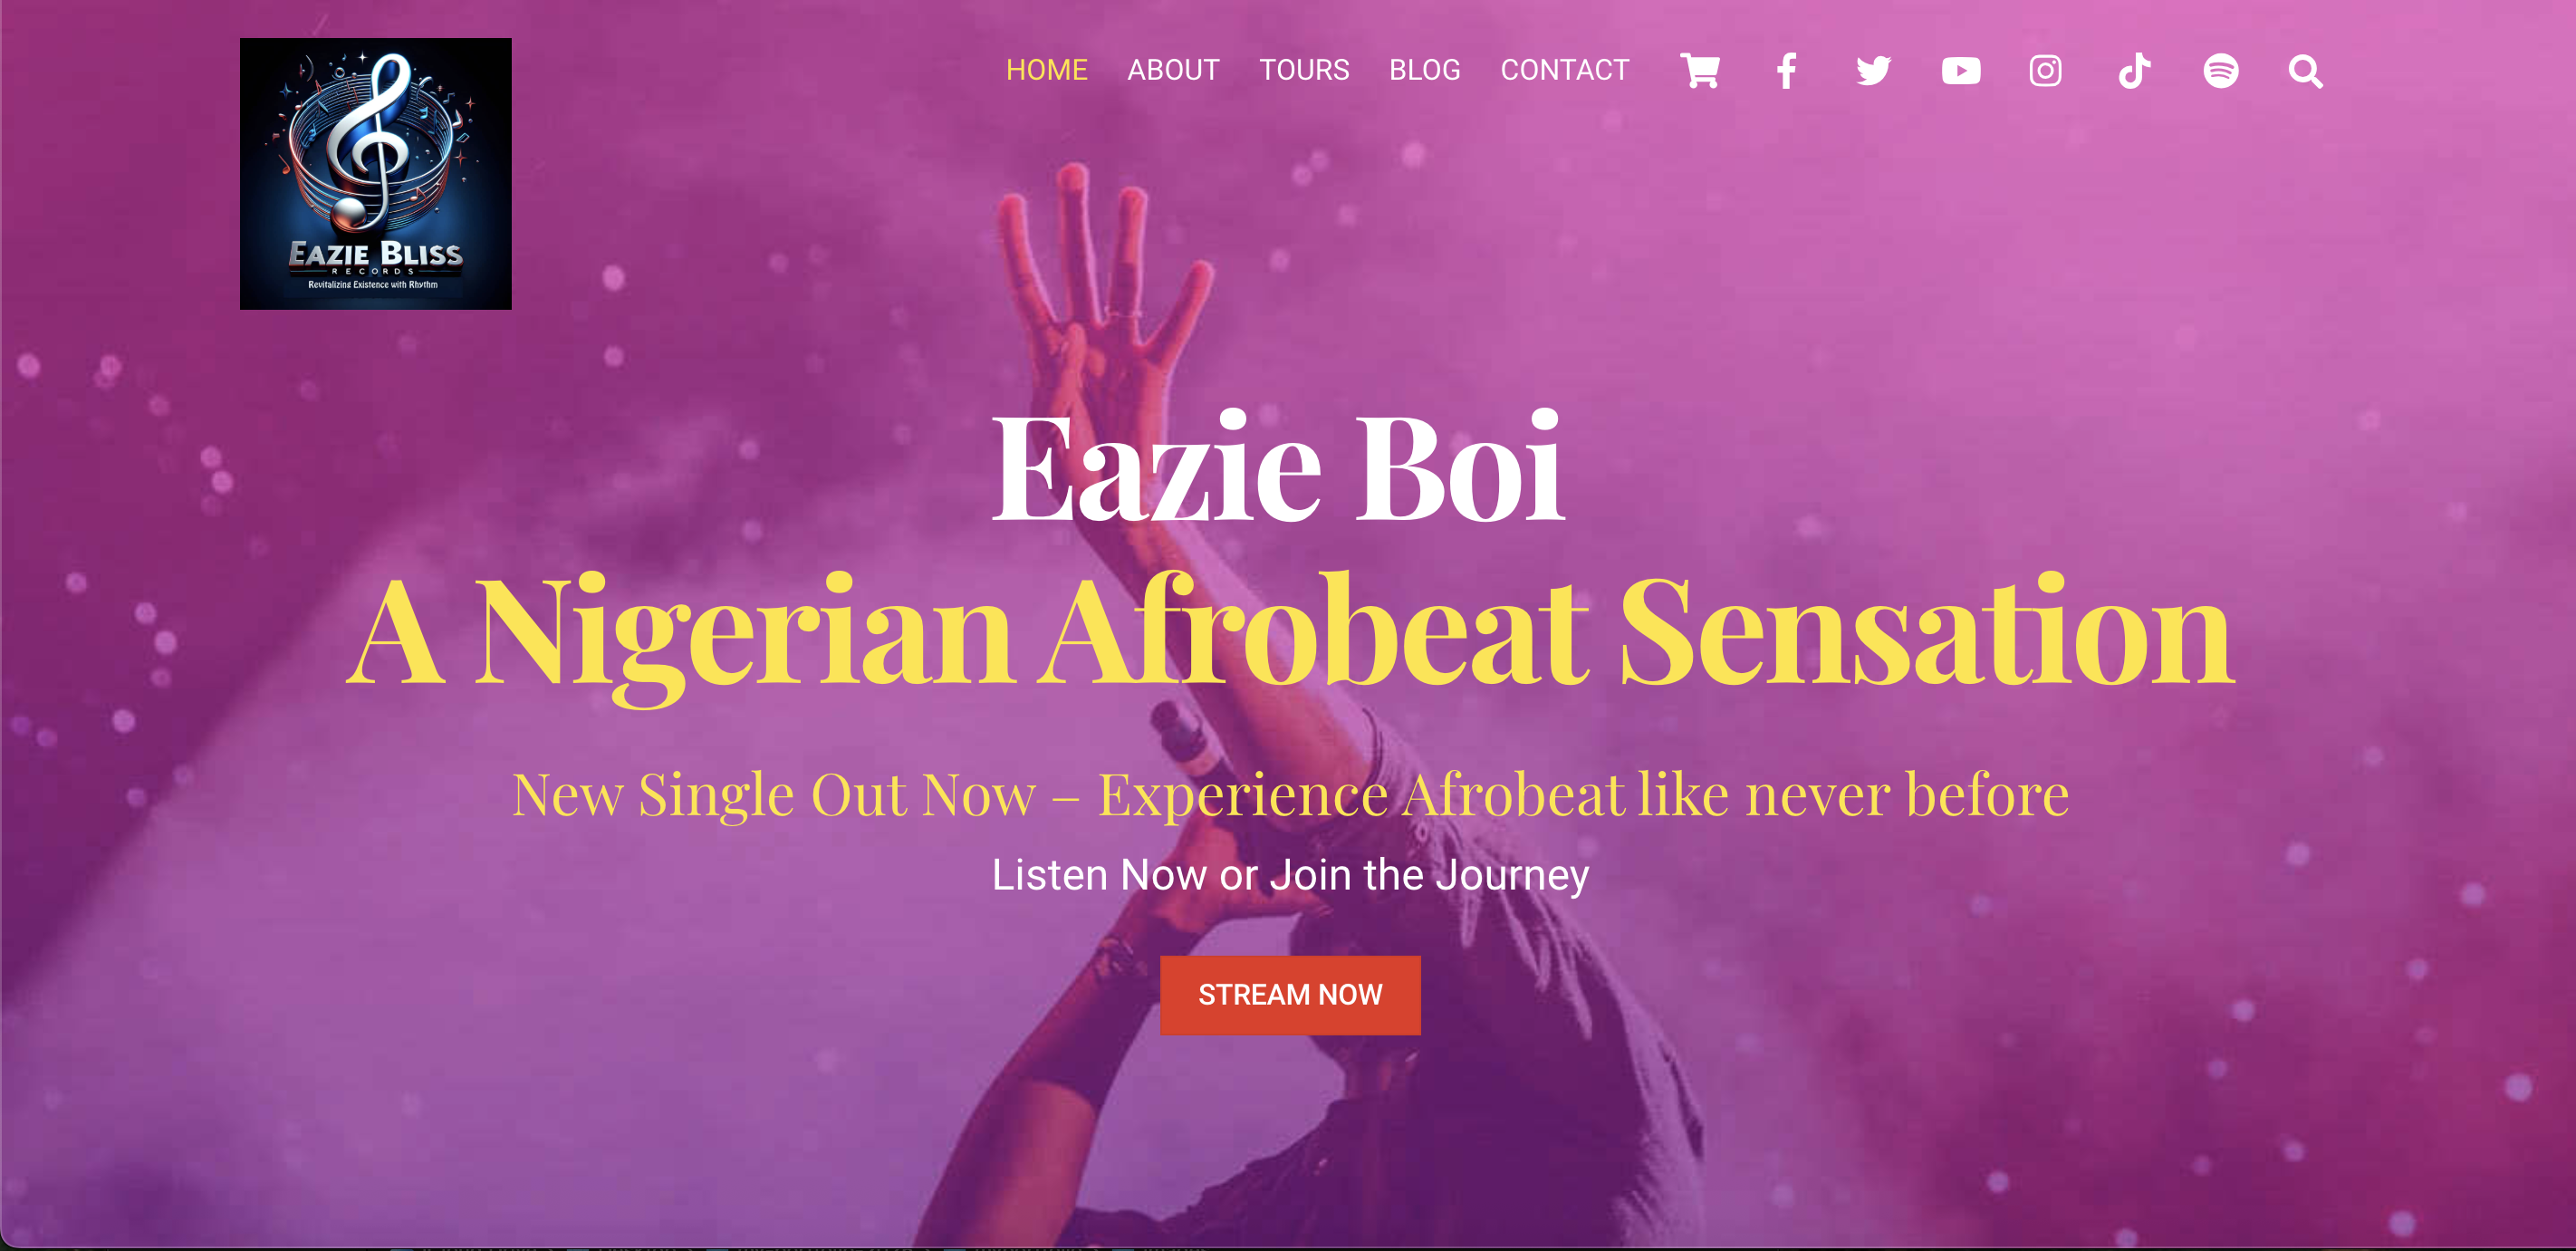 EAZIE BLISS
RECORDS
Revitalizing Existence with Rhythm
HOME ABOUT TOURS BLOG CONTACT
Eazie Boi
A Nigerian Afrobeat Sensation
New Single Out Now – Experience Afrobeat like never before
Listen Now or Join the Journey
STREAM NOW